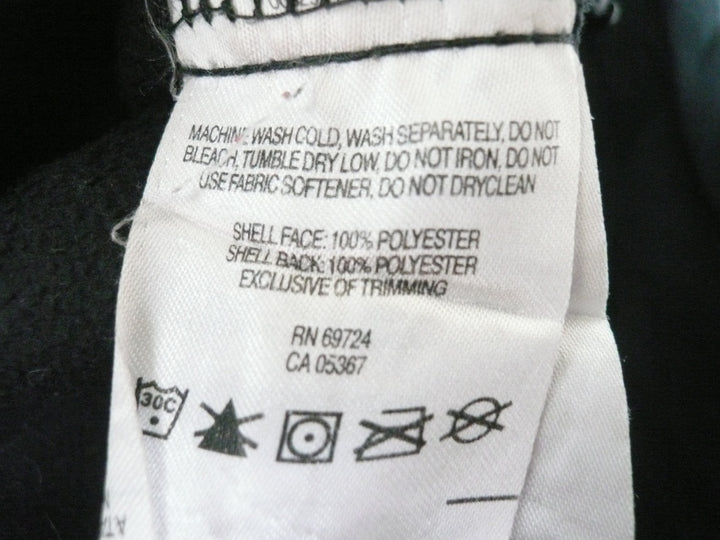 MACHINE WASH COLD, WASH SEPARATELY, DO NOT
BLEACH, TUMBLE DRY LOW, DO NOT IRON, DO NOT
USE FABRIC SOFTENER, DO NOT DRYCLEAN
SHELL FACE: 100% POLYESTER
SHELL BACK: 100% POLYESTER
EXCLUSIVE OF TRIMMING
RN 69724
CA 05367
30C